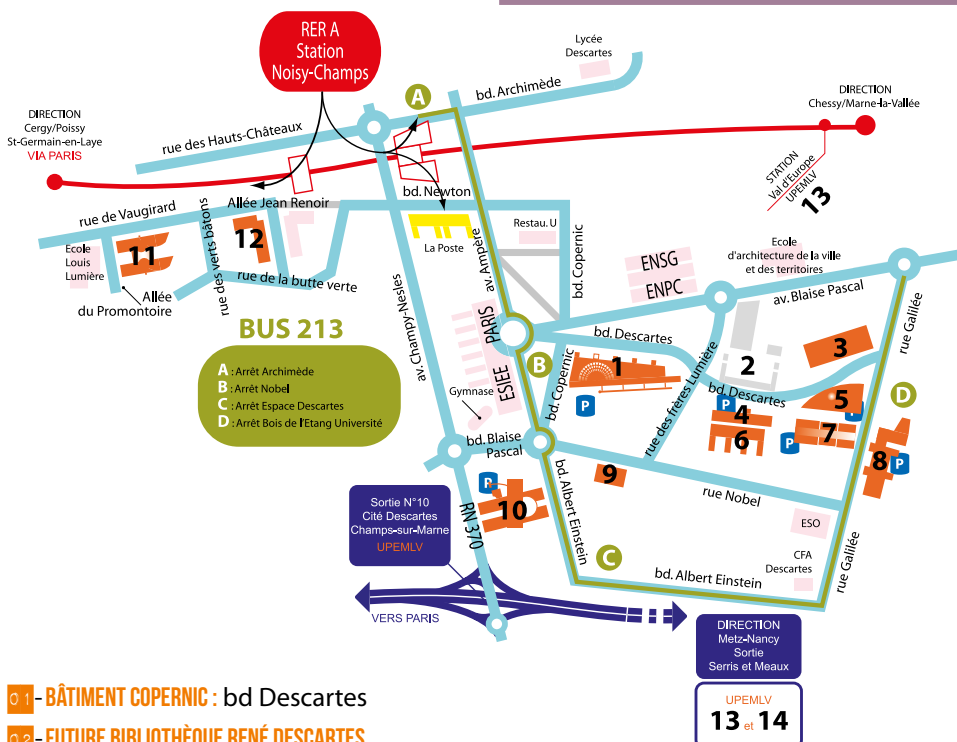 RER A
Station
Noisy-Champs
Lycée
Descartes
A
bd. Archimède
DIRECTION
Chessy/Marne-la-Vallée
DIRECTION
Cergy/Poissy
St-Germain-en-Laye
VIA PARIS
rue des Hauts-Châteaux
STATION
Val d'Europe
UPEMLV
13
bd. Newton
Allée Jean Renoir
rue de Vaugirard
La Poste
Restau. U
11
12
Ecole
Louis
Lumière
rue des verts bâtons
rue de la butte verte
Allée
du Promontoire
av. Champy-Nesles
av. Ampère
bd. Copernic
ENSG
ENPC
Ecole
d'architecture de la ville
et des territoires
av. Blaise Pascal
rue Galilée
BUS 213
A : Arrêt Archimède
B : Arrêt Nobel
C : Arrêt Espace Descartes
D : Arrêt Bois de l'Etang Université
ESIEE PARIS
Gymnase
B
bd. Descartes
bd. Copernic
1
P
rue des frères Lumière
2
3
bd. Descartes
P
4
5
P
D
6
7
P
8
P
bd. Blaise
Pascal
9
rue Nobel
P
10
RN 370
bd. Albert Einstein
C
bd. Albert Einstein
ESO
CFA
Descartes
rue Galilée
Sortie N°10
Cité Descartes
Champs-sur-Marne
UPEMLV
VERS PARIS
DIRECTION
Metz-Nancy
Sortie
Serris et Meaux
UPEMLV
13 et 14
01 - BÂTIMENT COPERNIC : bd Descartes
02 - FUTURE BIBLIOTHÈQUE RENÉ DESCARTES